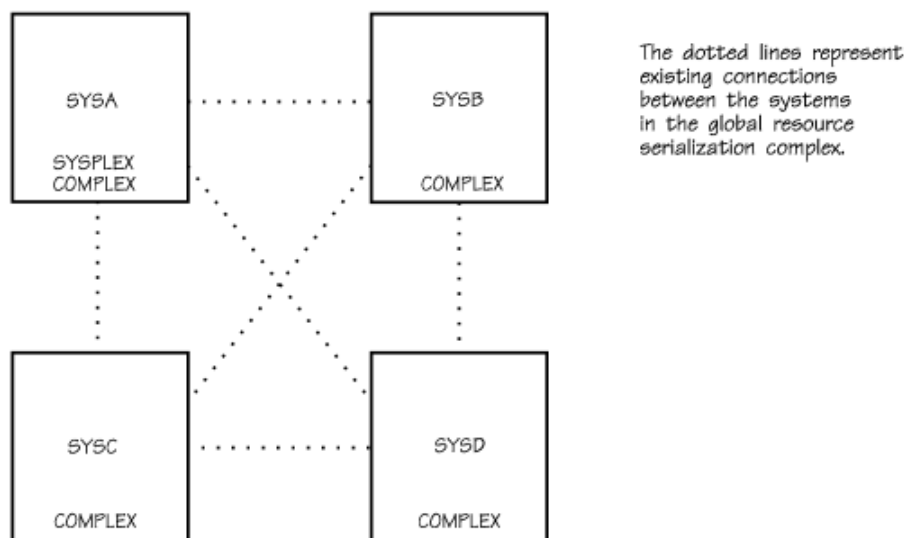 SYSA
SYSPLEX
COMPLEX
SYSB
COMPLEX
The dotted lines represent
existing connections
between the systems
in the global resource
serialization complex.
SYSC
COMPLEX
SYSD
COMPLEX